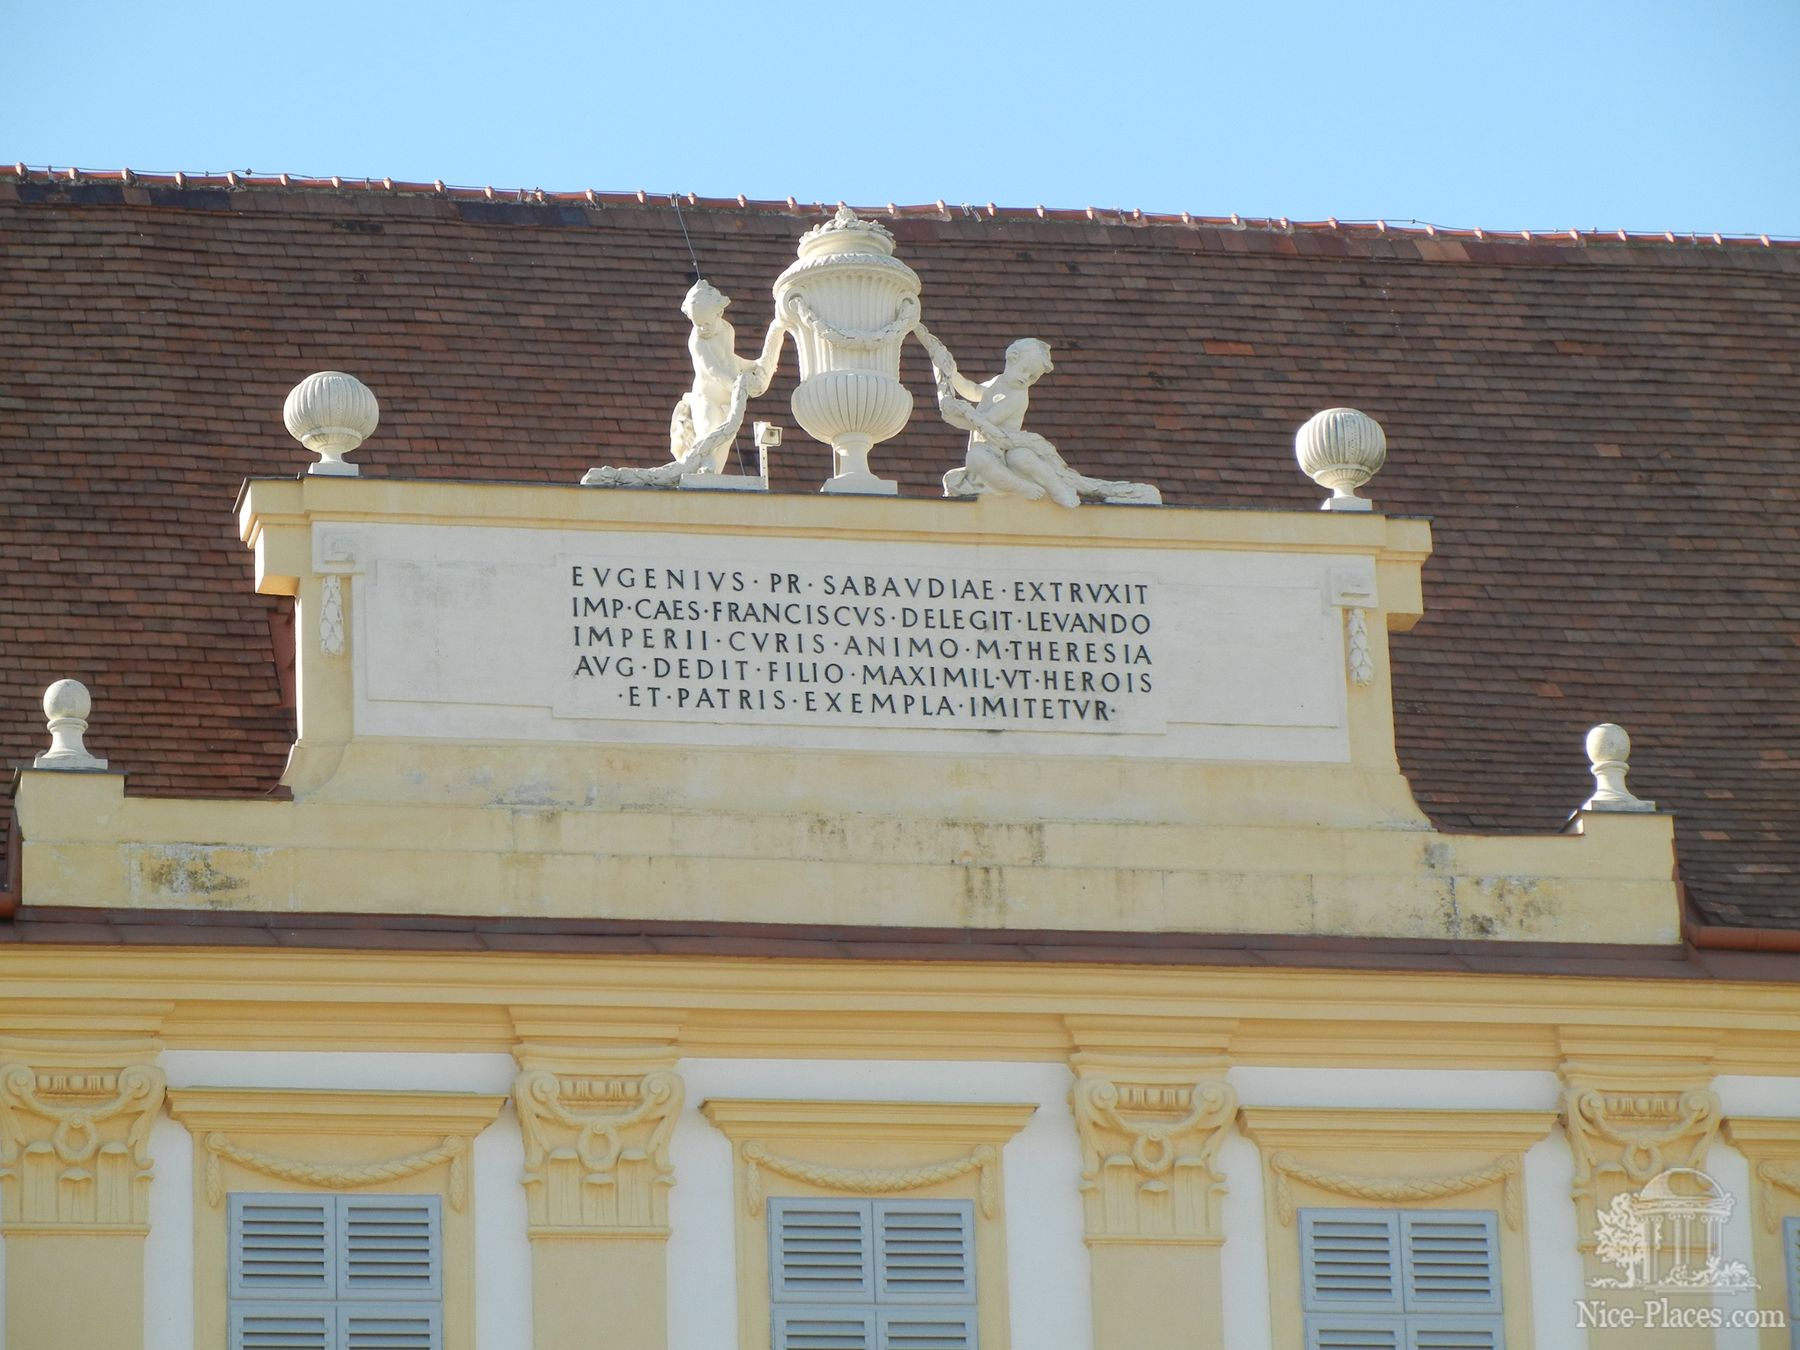 EVGENIVS·PR·SABAVDIAE·EXTRVXIT
IMP·CAES·FRANCISCVS·DELEGIT·LEVANDO
IMPERII·CVRIS·ANIMO·M·THERESIA
AVG·DEDIT·FILIO·MAXIMIL·VT·HEROIS
·ET·PATRIS·EXEMPLA·IMITETVR·
Nice-Places.com